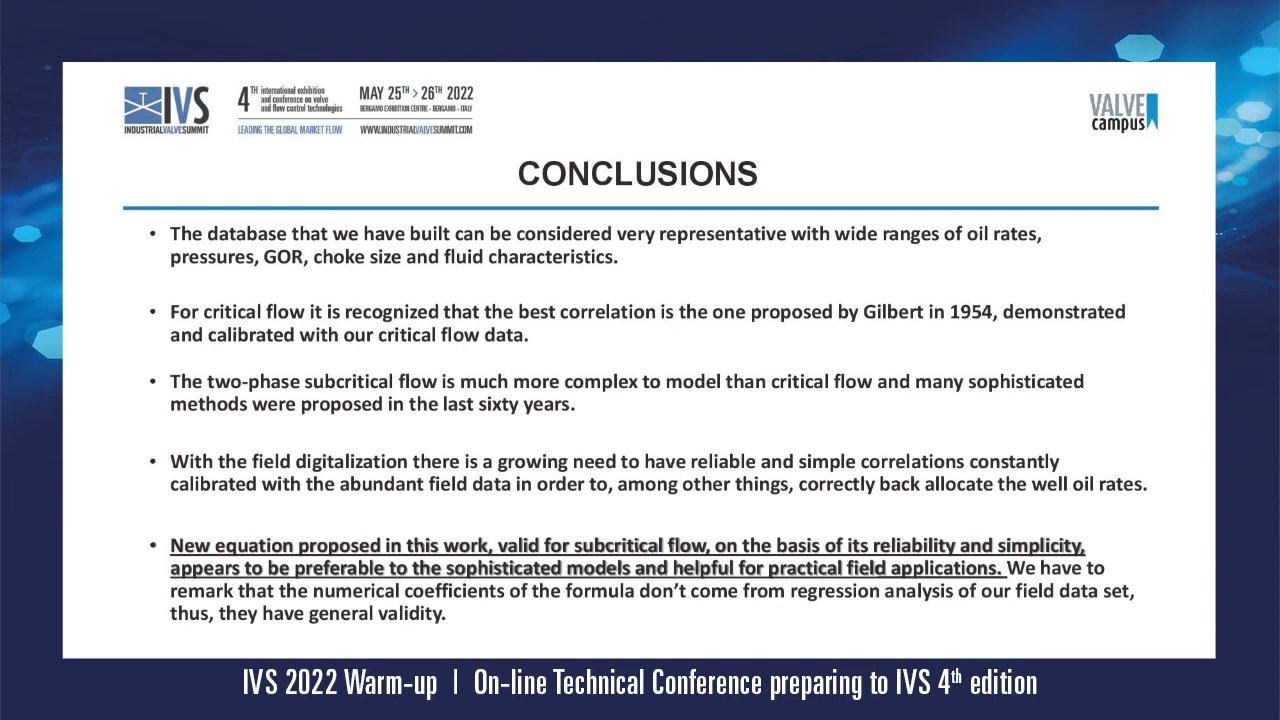 IVS
INDUSTRIALVALVESUMMIT
4TH international exhibition
and conference on valve
and flow control technologies
LEADING THE GLOBAL MARKET FLOW
MAY 25TH > 26TH 2022
BERGAMO EXHIBITION CENTRE - BERGAMO - ITALY
WWW.INDUSTRIALVALVESUMMIT.COM
VALVE
campus
CONCLUSIONS
• The database that we have built can be considered very representative with wide ranges of oil rates,
pressures, GOR, choke size and fluid characteristics.
• For critical flow it is recognized that the best correlation is the one proposed by Gilbert in 1954, demonstrated
and calibrated with our critical flow data.
• The two-phase subcritical flow is much more complex to model than critical flow and many sophisticated
methods were proposed in the last sixty years.
• With the field digitalization there is a growing need to have reliable and simple correlations constantly
calibrated with the abundant field data in order to, among other things, correctly back allocate the well oil rates.
• New equation proposed in this work, valid for subcritical flow, on the basis of its reliability and simplicity,
appears to be preferable to the sophisticated models and helpful for practical field applications. We have to
remark that the numerical coefficients of the formula don't come from regression analysis of our field data set,
thus, they have general validity.
IVS 2022 Warm-up | On-line Technical Conference preparing to IVS 4th edition